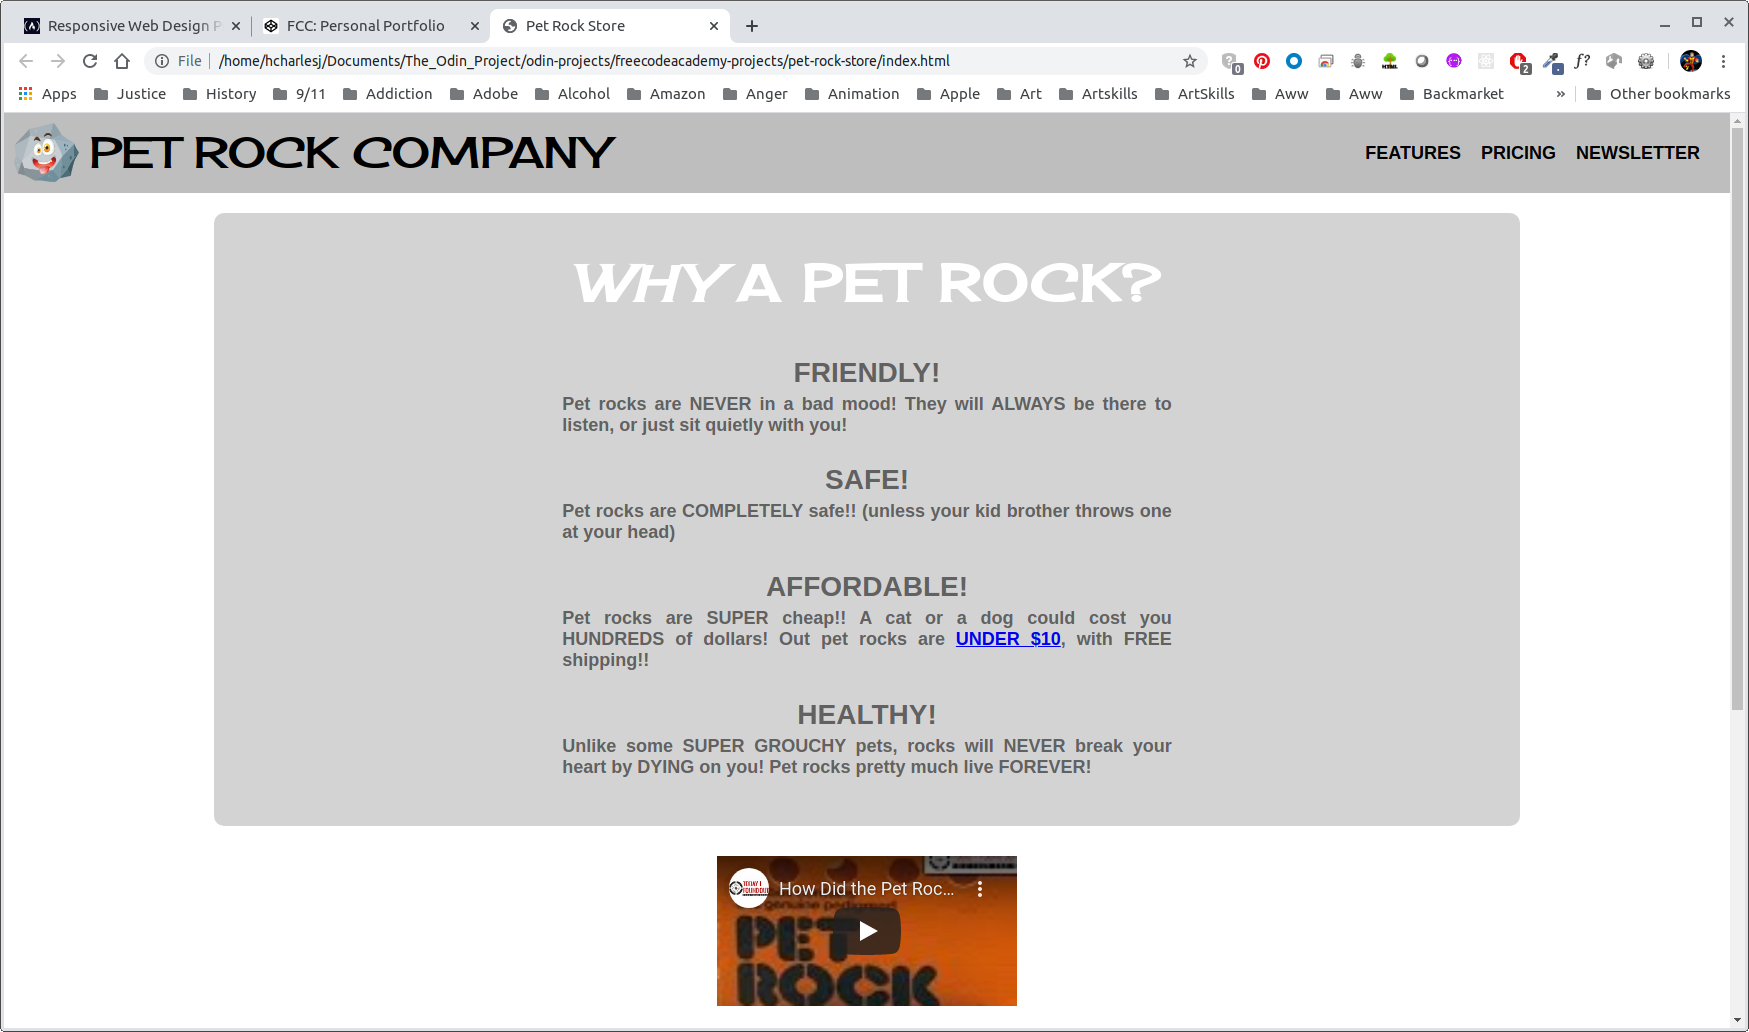 Responsive Web Design P
FCC: Personal Portfolio
Pet Rock Store
File
/home/hcharlesj/Documents/The_Odin_Project/odin-projects/freecodeacademy-projects/pet-rock-store/index.html
0
2
f?
Apps Justice History 9/11 Addiction Adobe Alcohol Amazon Anger Animation Apple Art Artskills ArtSkills Aww Aww Backmarket » Other bookmarks
PET ROCK COMPANY
FEATURES PRICING NEWSLETTER
WHY A PET ROCK?
FRIENDLY!
Pet rocks are NEVER in a bad mood! They will ALWAYS be there to
listen, or just sit quietly with you!
SAFE!
Pet rocks are COMPLETELY safe!! (unless your kid brother throws one
at your head)
AFFORDABLE!
Pet rocks are SUPER cheap!! A cat or a dog could cost you
HUNDREDS of dollars! Out pet rocks are UNDER $10, with FREE
shipping!!
HEALTHY!
Unlike some SUPER GROUCHY pets, rocks will NEVER break your
heart by DYING on you! Pet rocks pretty much live FOREVER!
TODAY I
FOUND OUT
How Did the Pet Roc...
PET
ROCK